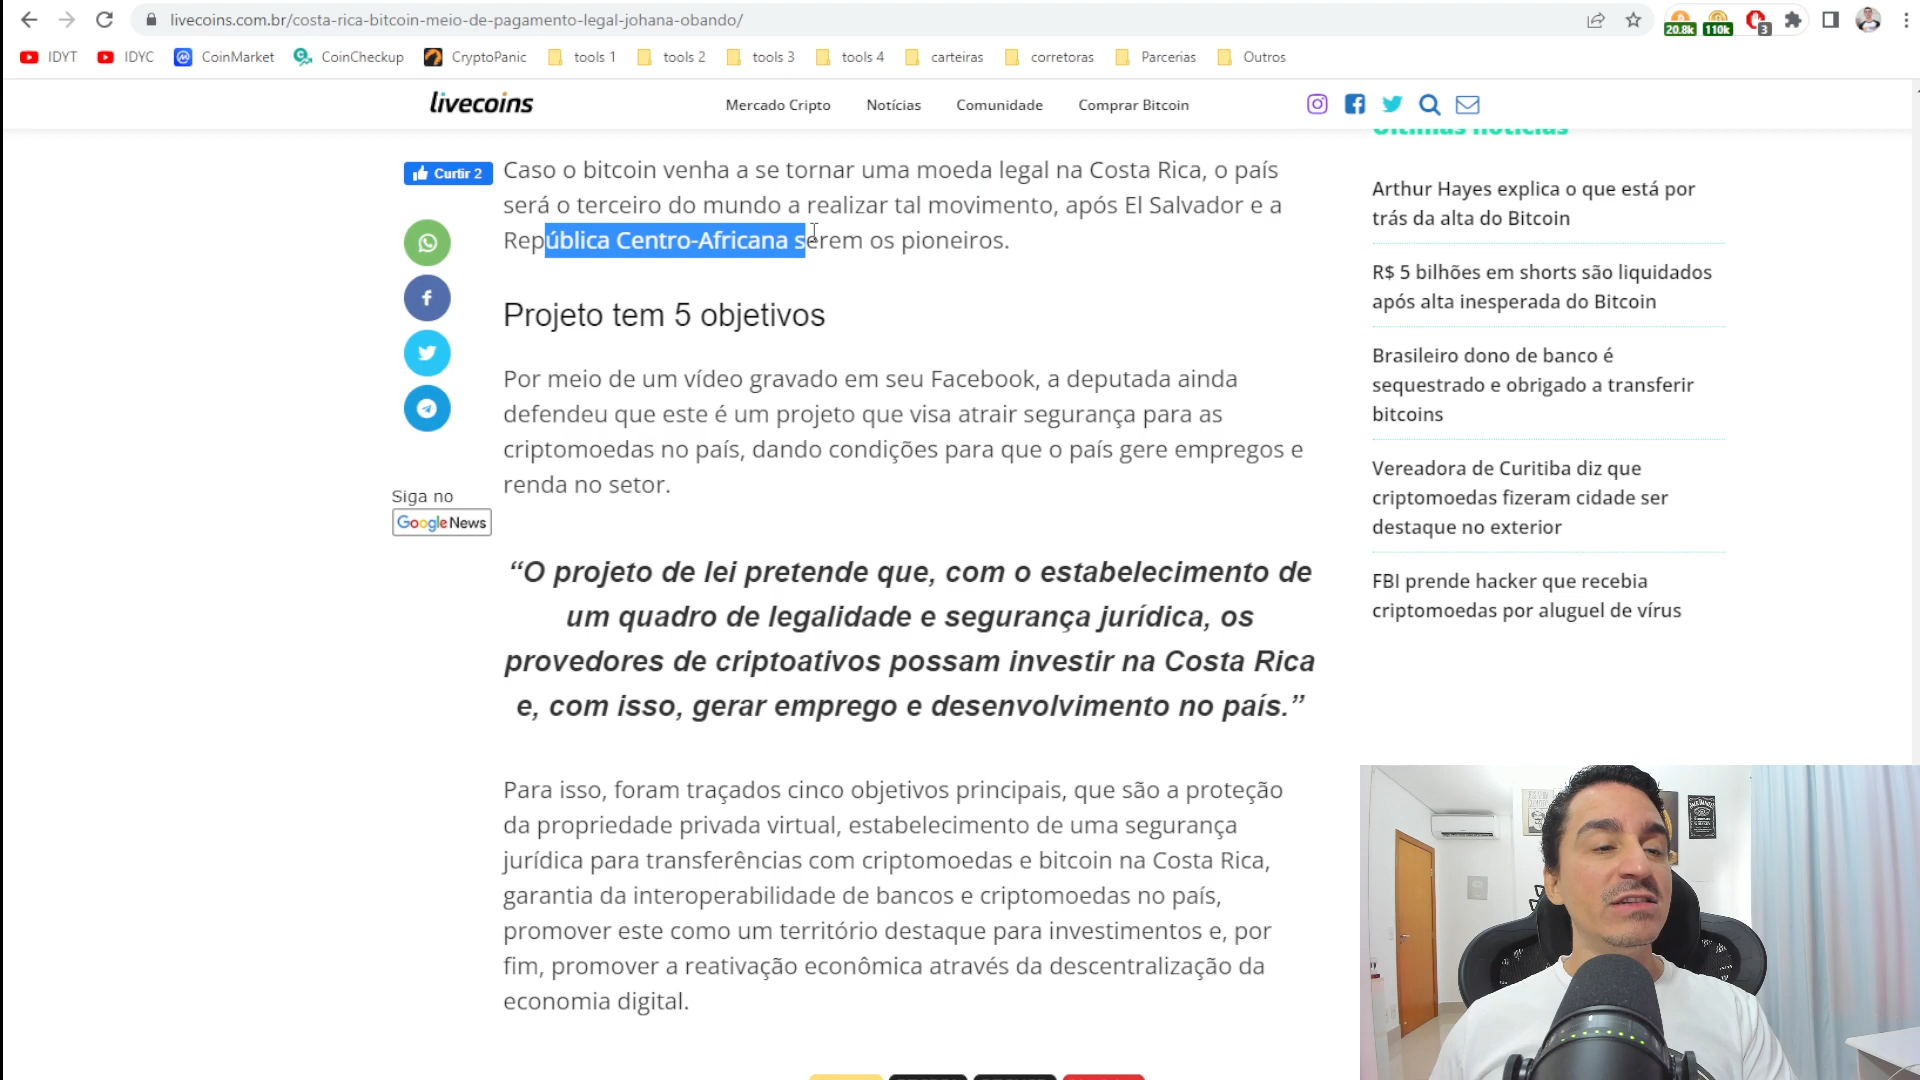 livecoins.com.br/costa-rica-bitcoin-meio-de-pagamento-legal-johana-obando/
20.8k
110k
3
IDYT
IDYC
CoinMarket
CoinCheckup
CryptoPanic
tools 1
tools 2
tools 3
tools 4
carteiras
corretoras
Parcerias
Outros
livecoins
Mercado Cripto
Notícias
Comunidade
Comprar Bitcoin
Últimas notícias
Curtir 2
Caso o bitcoin venha a se tornar uma moeda legal na Costa Rica, o país
será o terceiro do mundo a realizar tal movimento, após El Salvador e a
República Centro-Africana serem os pioneiros.
Projeto tem 5 objetivos
Por meio de um vídeo gravado em seu Facebook, a deputada ainda
defendeu que este é um projeto que visa atrair segurança para as
criptomoedas no país, dando condições para que o país gere empregos e
renda no setor.
Siga no
Google News
“O projeto de lei pretende que, com o estabelecimento de
um quadro de legalidade e segurança jurídica, os
provedores de criptoativos possam investir na Costa Rica
e, com isso, gerar emprego e desenvolvimento no país.”
Para isso, foram traçados cinco objetivos principais, que são a proteção
da propriedade privada virtual, estabelecimento de uma segurança
jurídica para transferências com criptomoedas e bitcoin na Costa Rica,
garantia da interoperabilidade de bancos e criptomoedas no país,
promover este como um território destaque para investimentos e, por
fim, promover a reativação econômica através da descentralização da
economia digital.
Arthur Hayes explica o que está por
trás da alta do Bitcoin
R$ 5 bilhões em shorts são liquidados
após alta inesperada do Bitcoin
Brasileiro dono de banco é
sequestrado e obrigado a transferir
bitcoins
Vereadora de Curitiba diz que
criptomoedas fizeram cidade ser
destaque no exterior
FBI prende hacker que recebia
criptomoedas por aluguel de vírus